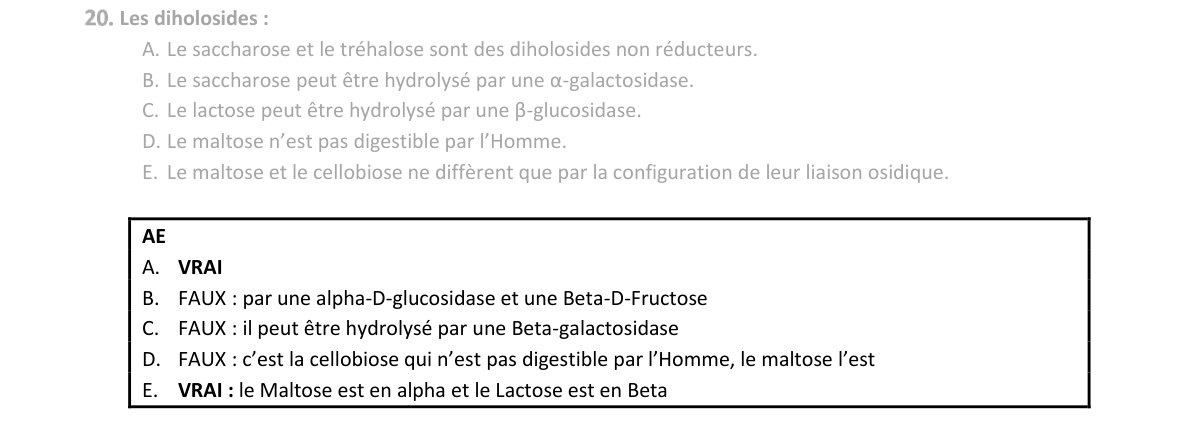 20. Les diholosides :
A. Le saccharose et le tréhalose sont des diholosides non réducteurs.
B. Le saccharose peut être hydrolysé par une α-galactosidase.
C. Le lactose peut être hydrolysé par une β-glucosidase.
D. Le maltose n’est pas digestible par l’Homme.
E. Le maltose et le cellobiose ne diffèrent que par la configuration de leur liaison osidique.
AE
A. VRAI
B. FAUX : par une alpha-D-glucosidase et une Beta-D-Fructose
C. FAUX : il peut être hydrolysé par une Beta-galactosidase
D. FAUX : c’est la cellobiose qui n’est pas digestible par l’Homme, le maltose l’est
E. VRAI : le Maltose est en alpha et le Lactose est en Beta